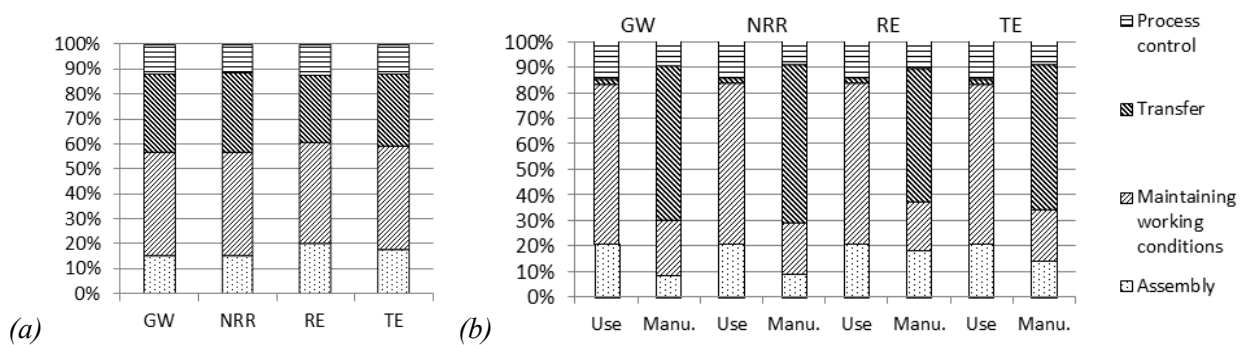 100%
90%
80%
70%
60%
50%
40%
30%
20%
10%
0%
GW NRR RE TE
(a)
GW NRR RE TE
100%
90%
80%
70%
60%
50%
40%
30%
20%
10%
0%
Use Manu. Use Manu. Use Manu. Use Manu.
(b)
Process
control
Transfer
Maintaining
working
conditions
Assembly